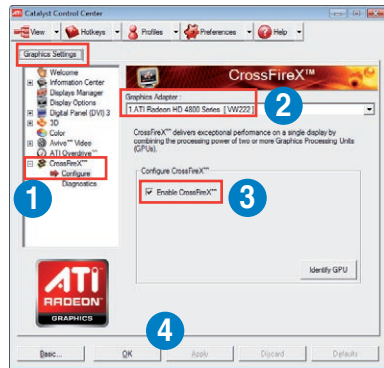 Catalyst Control Center
View
Hotkeys
Profiles
Preferences
Help
Graphics Settings
Welcome
Information Center
Displays Manager
Display Options
Digital Panel (DVI) 3
3D
Color
Avivo™ Video
ATI Overdrive™
CrossFireX™
Configure
Diagnostics
1
CrossFireX™
Graphics Adapter :
1.ATI Radeon HD 4800 Series [ VW222 ]
2
CrossFireX™ delivers exceptional performance on a single display by
combining the processing power of two or more Graphics Processing Units
(GPUs).
Configure CrossFireX™
Enable CrossFireX™
3
Identify GPU
ATI
RADEON
GRAPHICS
4
Basic...
OK
Apply
Discard
Defaults